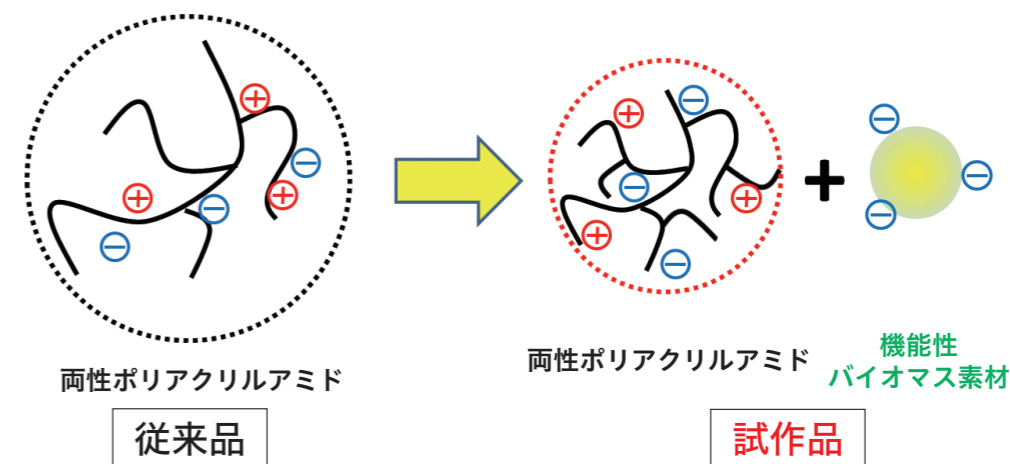 両性ポリアクリルアミド
従来品
両性ポリアクリルアミド
機能性
バイオマス素材
試作品